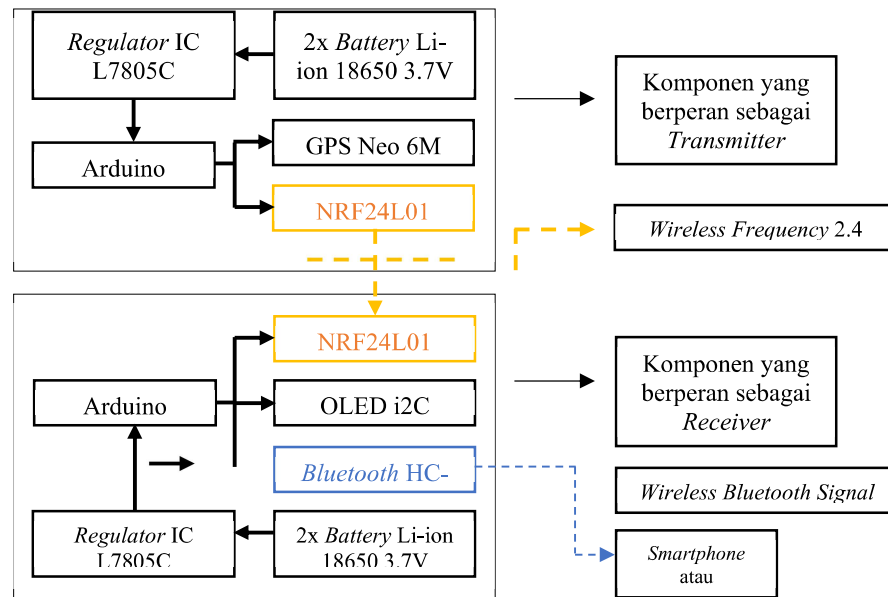 Regulator IC
L7805C
2x Battery Li-
ion 18650 3.7V
Komponen yang
berperan sebagai
Transmitter
Arduino
GPS Neo 6M
NRF24L01
Wireless Frequency 2.4
NRF24L01
Komponen yang
berperan sebagai
Receiver
Arduino
OLED i2C
Bluetooth HC-
Wireless Bluetooth Signal
Regulator IC
L7805C
2x Battery Li-ion
18650 3.7V
Smartphone
atau